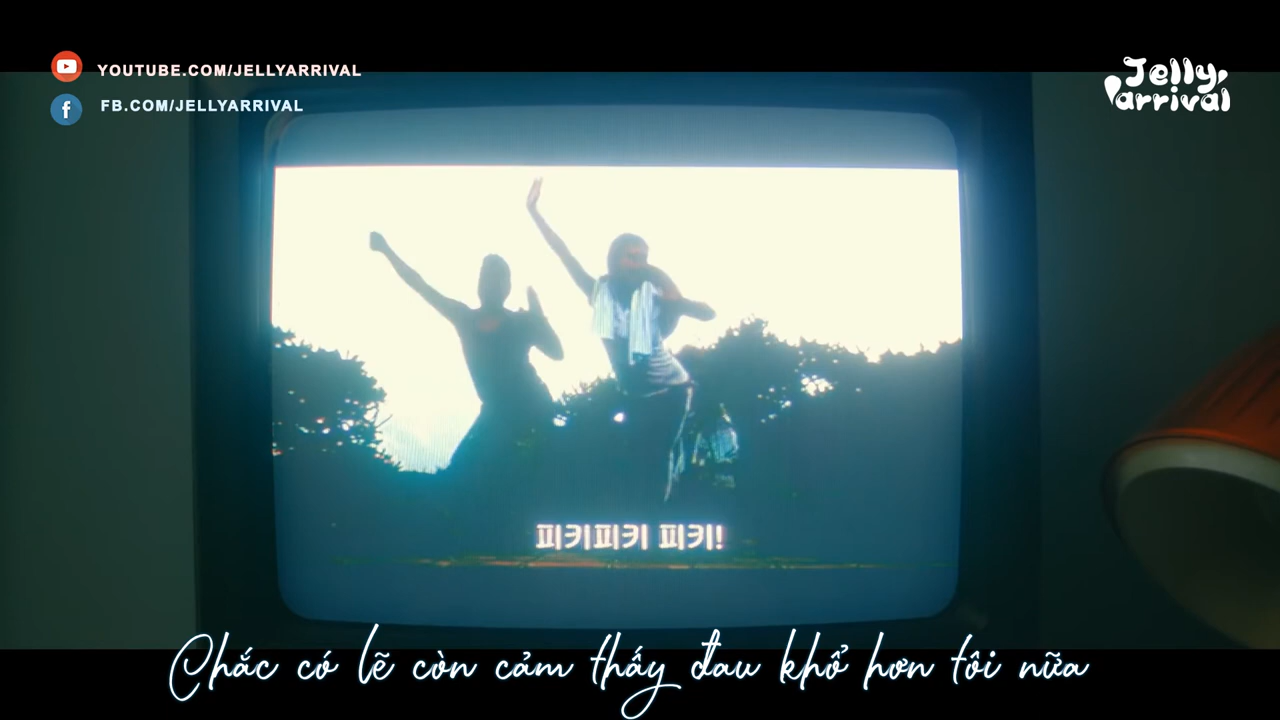 YOUTUBE.COM/JELLYARRIVAL
FB.COM/JELLYARRIVAL
Jelly
arrival
피키피키 피키!
Chắc có lẽ còn cảm thấy đau khổ hơn tôi nữa